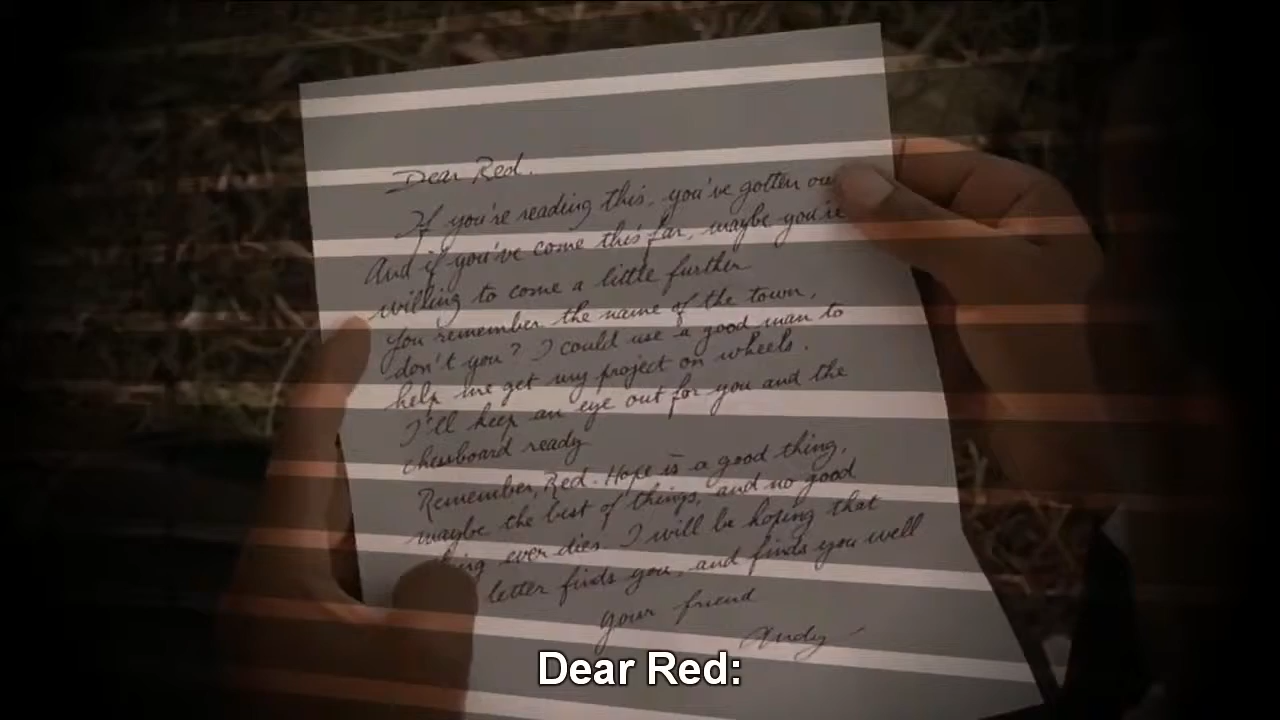 Dear Red.
If you're reading this, you've gotten ou
And if you've come this far, maybe you're
willing to come a little further
You remember the name of the town,
don't you? I could use a good man to
help me get my project on wheels.
I'll keep an eye out for you and the
chessboard ready
Remember, Red. Hope is a good thing,
maybe the best of things, and no good
hing ever dies. I will be hoping that
letter finds you, and finds you well
Your friend
Andy
Dear Red: